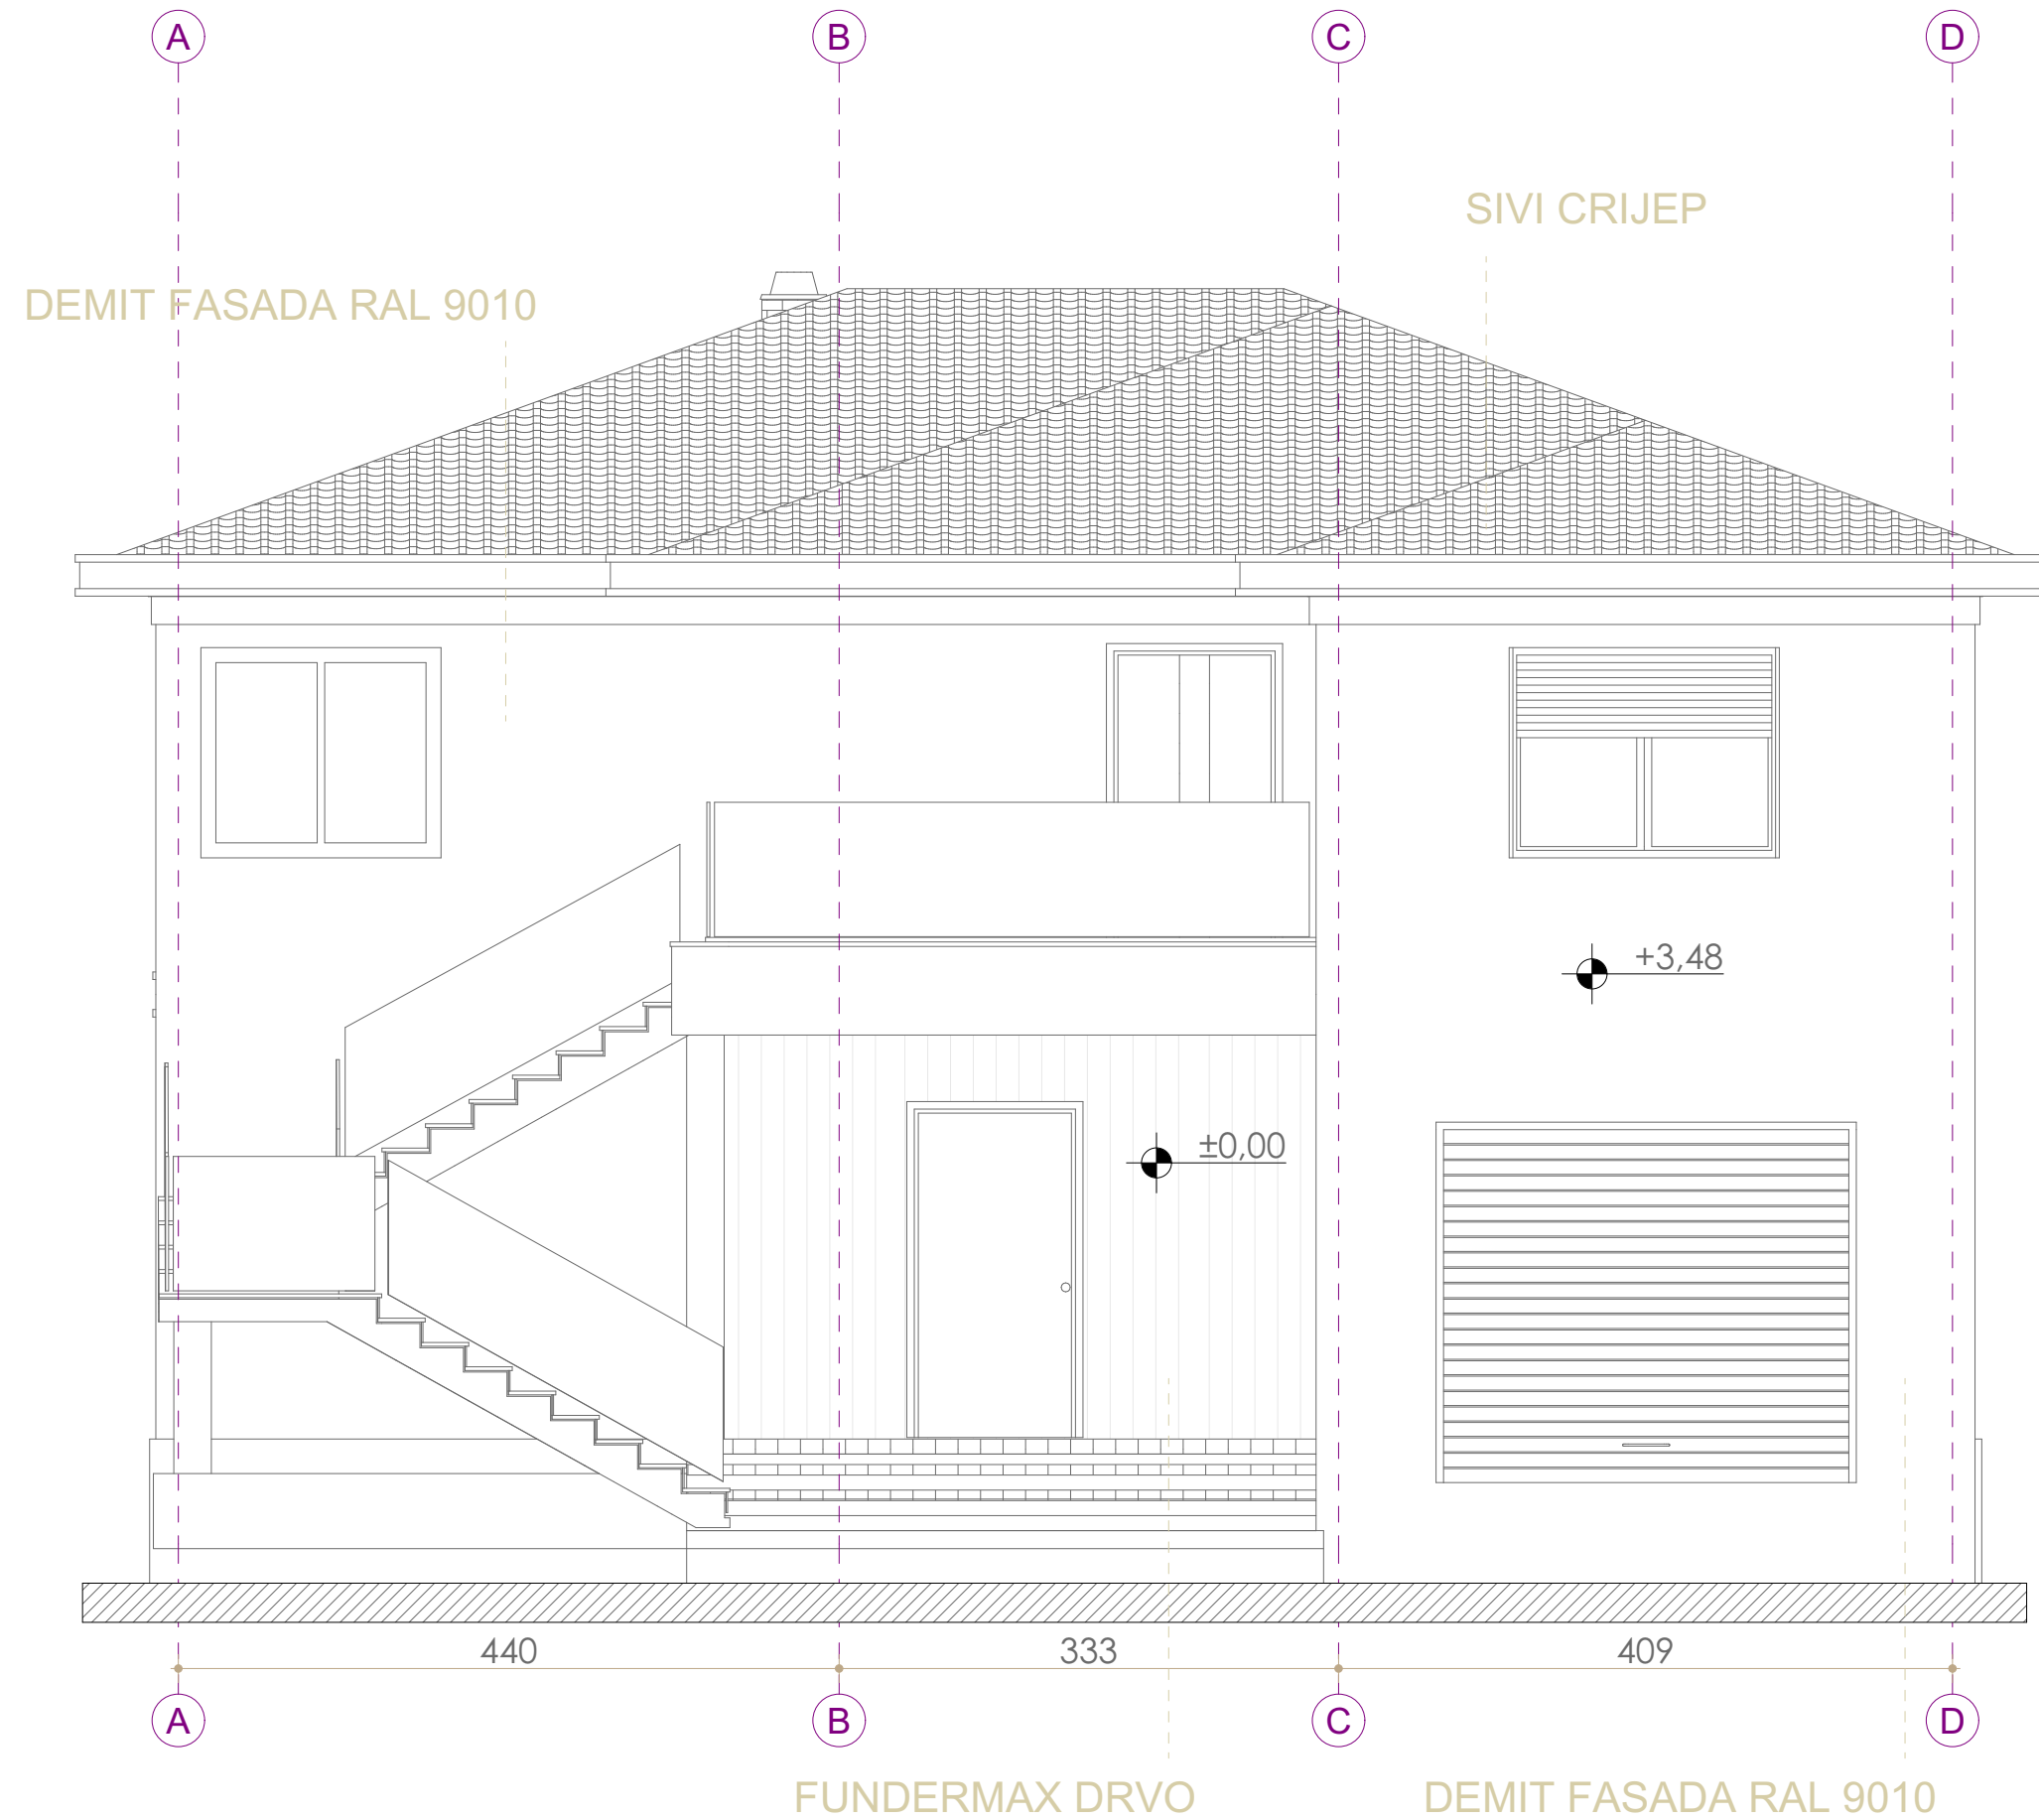 A B C D
SIVI CRIJEP
DEMIT FASADA RAL 9010
+3,48
±0,00
440 333 409
A B C D
FUNDERMAX DRVO DEMIT FASADA RAL 9010